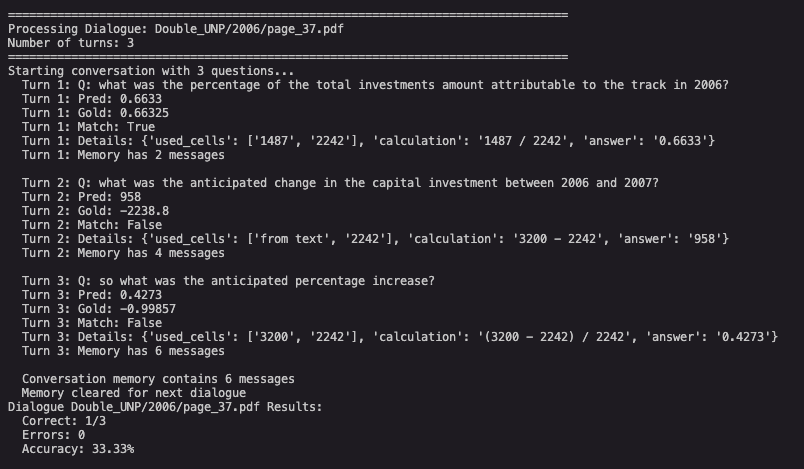 ================================================================================
Processing Dialogue: Double_UNP/2006/page_37.pdf
Number of turns: 3
================================================================================
Starting conversation with 3 questions...
Turn 1: Q: what was the percentage of the total investments amount attributable to the track in 2006?
Turn 1: Pred: 0.6633
Turn 1: Gold: 0.66325
Turn 1: Match: True
Turn 1: Details: {'used_cells': ['1487', '2242'], 'calculation': '1487 / 2242', 'answer': '0.6633'}
Turn 1: Memory has 2 messages
Turn 2: Q: what was the anticipated change in the capital investment between 2006 and 2007?
Turn 2: Pred: 958
Turn 2: Gold: -2238.8
Turn 2: Match: False
Turn 2: Details: {'used_cells': ['from text', '2242'], 'calculation': '3200 - 2242', 'answer': '958'}
Turn 2: Memory has 4 messages
Turn 3: Q: so what was the anticipated percentage increase?
Turn 3: Pred: 0.4273
Turn 3: Gold: -0.99857
Turn 3: Match: False
Turn 3: Details: {'used_cells': ['3200', '2242'], 'calculation': '(3200 - 2242) / 2242', 'answer': '0.4273'}
Turn 3: Memory has 6 messages
Conversation memory contains 6 messages
Memory cleared for next dialogue
Dialogue Double_UNP/2006/page_37.pdf Results:
Correct: 1/3
Errors: 0
Accuracy: 33.33%